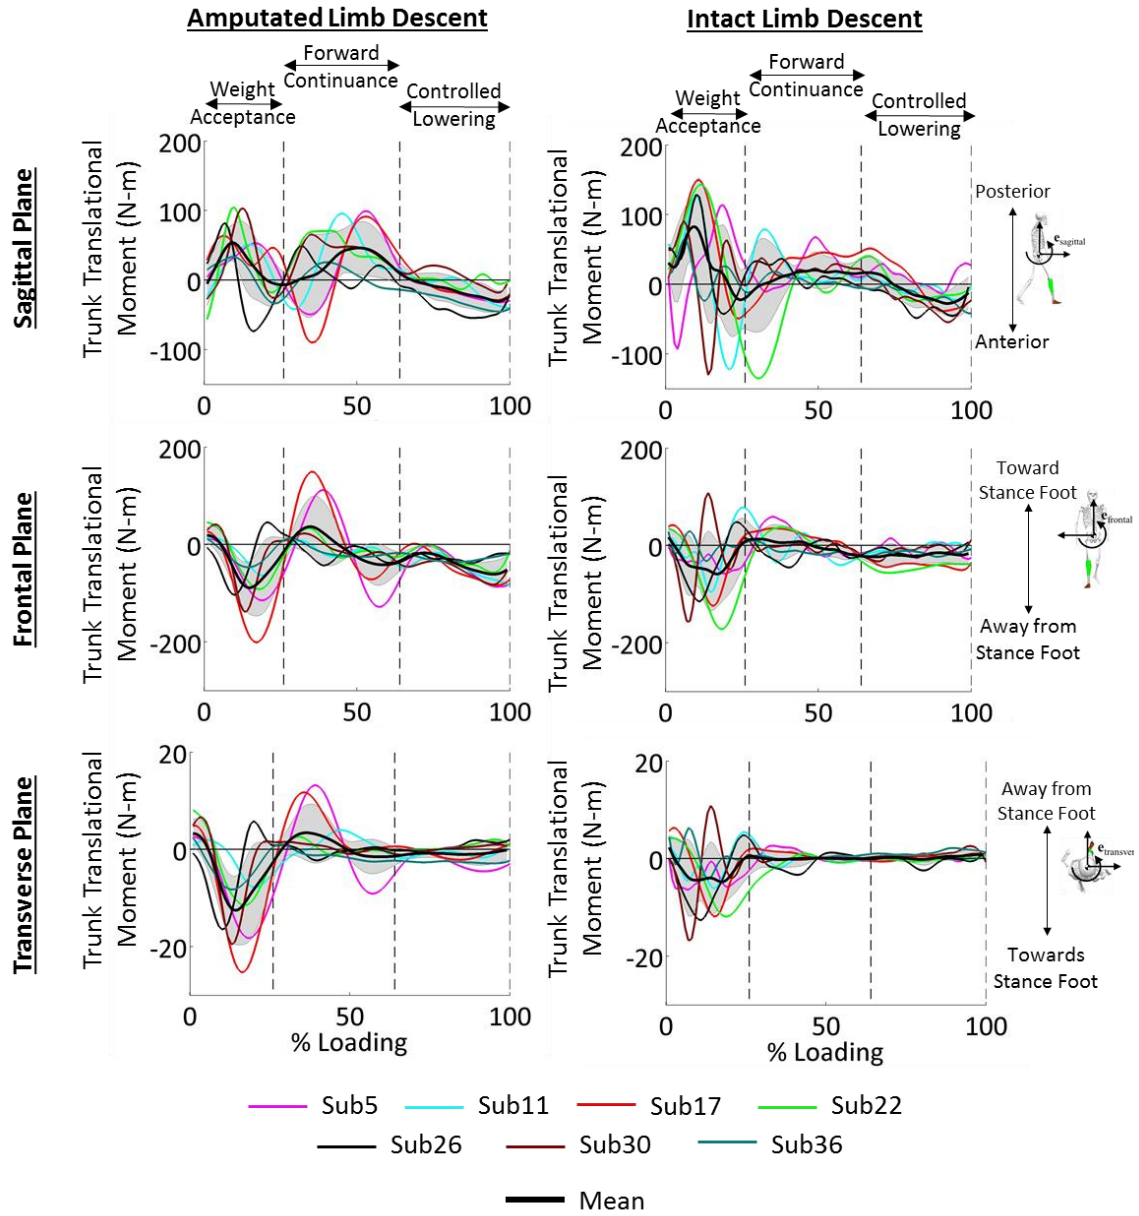 Amputated Limb Descent
Intact Limb Descent
Forward
Continuance
Weight
Acceptance
Controlled
Lowering
Forward
Continuance
Weight
Acceptance
Controlled
Lowering
Sagittal Plane
Trunk Translational
Moment (N-m)
200
100
0
-100
0
50
100
Trunk Translational
Moment (N-m)
200
100
0
-100
0
50
100
Posterior
e sagittal
Anterior
Frontal Plane
Trunk Translational
Moment (N-m)
200
0
-200
0
50
100
Trunk Translational
Moment (N-m)
200
0
-200
0
50
100
Toward
Stance Foot
e frontal
Away from
Stance Foot
Transverse Plane
Trunk Translational
Moment (N-m)
20
0
-20
0
50
100
% Loading
Trunk Translational
Moment (N-m)
20
0
-20
0
50
100
% Loading
Away from
Stance Foot
e transver
Towards
Stance Foot
Sub5
Sub11
Sub17
Sub22
Sub26
Sub30
Sub36
Mean